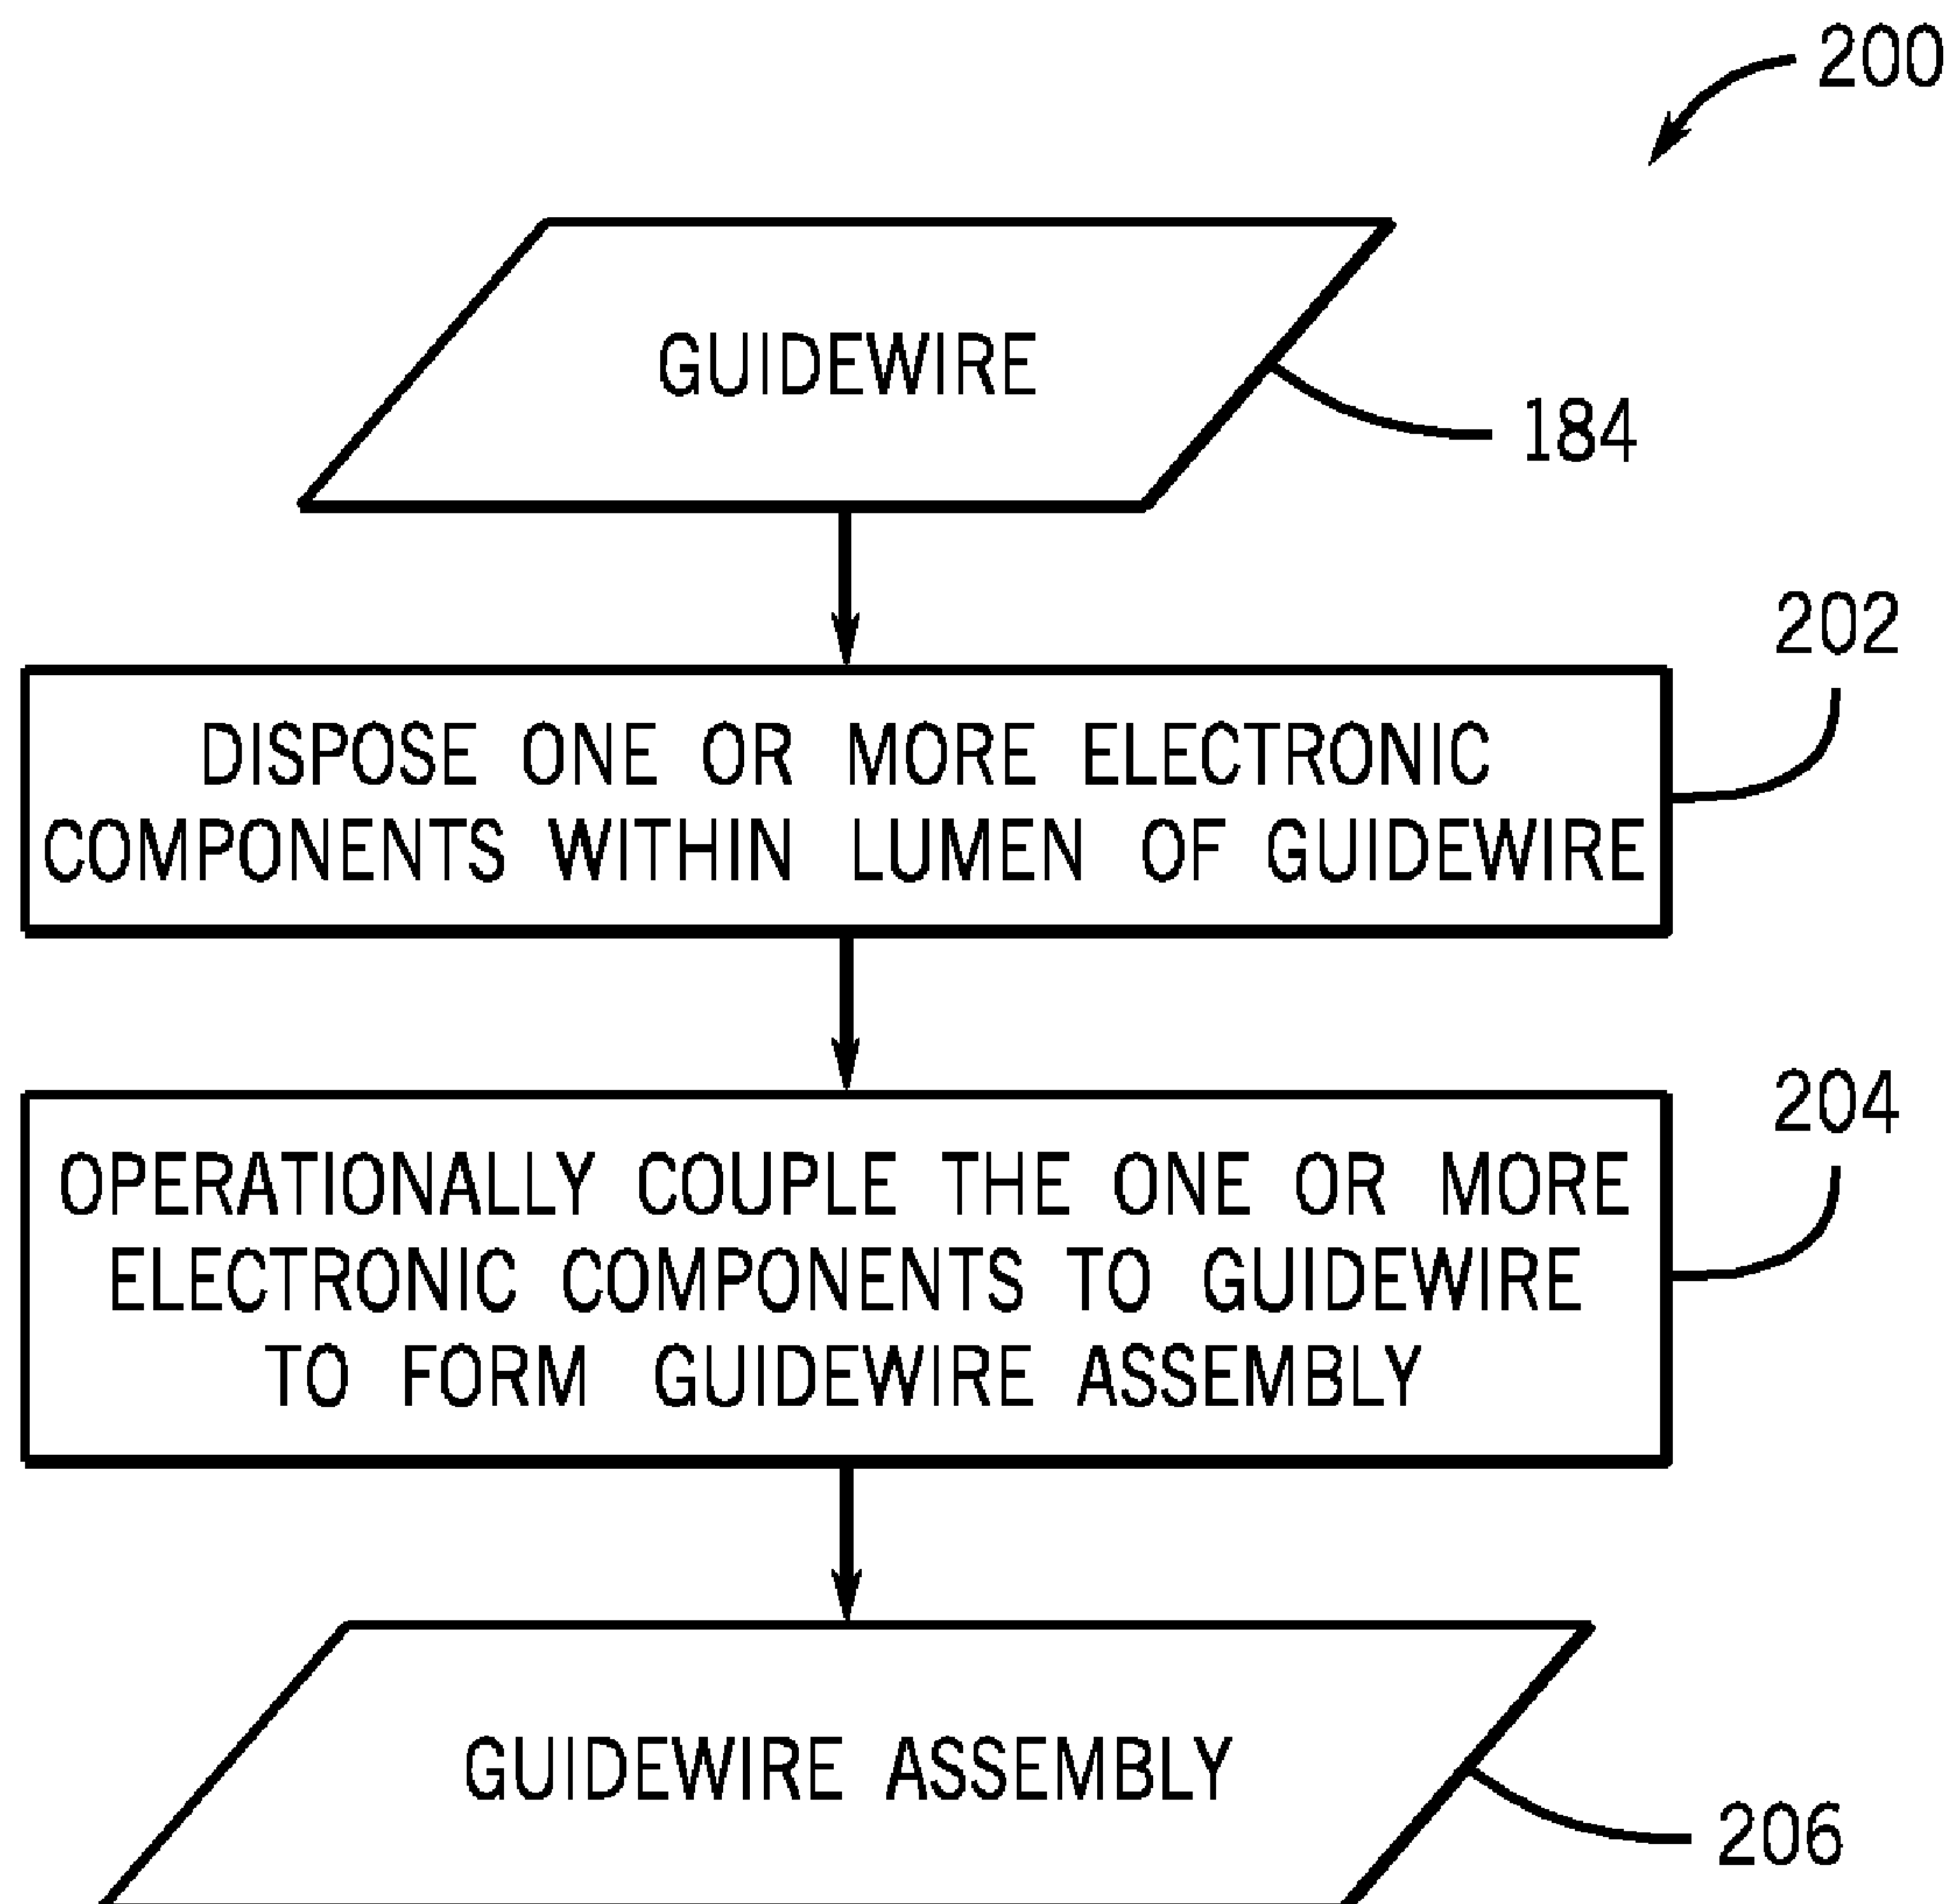 200
GUIDEWIRE
184
202
DISPOSE ONE OR MORE ELECTRONIC
COMPONENTS WITHIN LUMEN OF GUIDEWIRE
204
OPERATIONALLY COUPLE THE ONE OR MORE
ELECTRONIC COMPONENTS TO GUIDEWIRE
TO FORM GUIDEWIRE ASSEMBLY
GUIDEWIRE ASSEMBLY
206